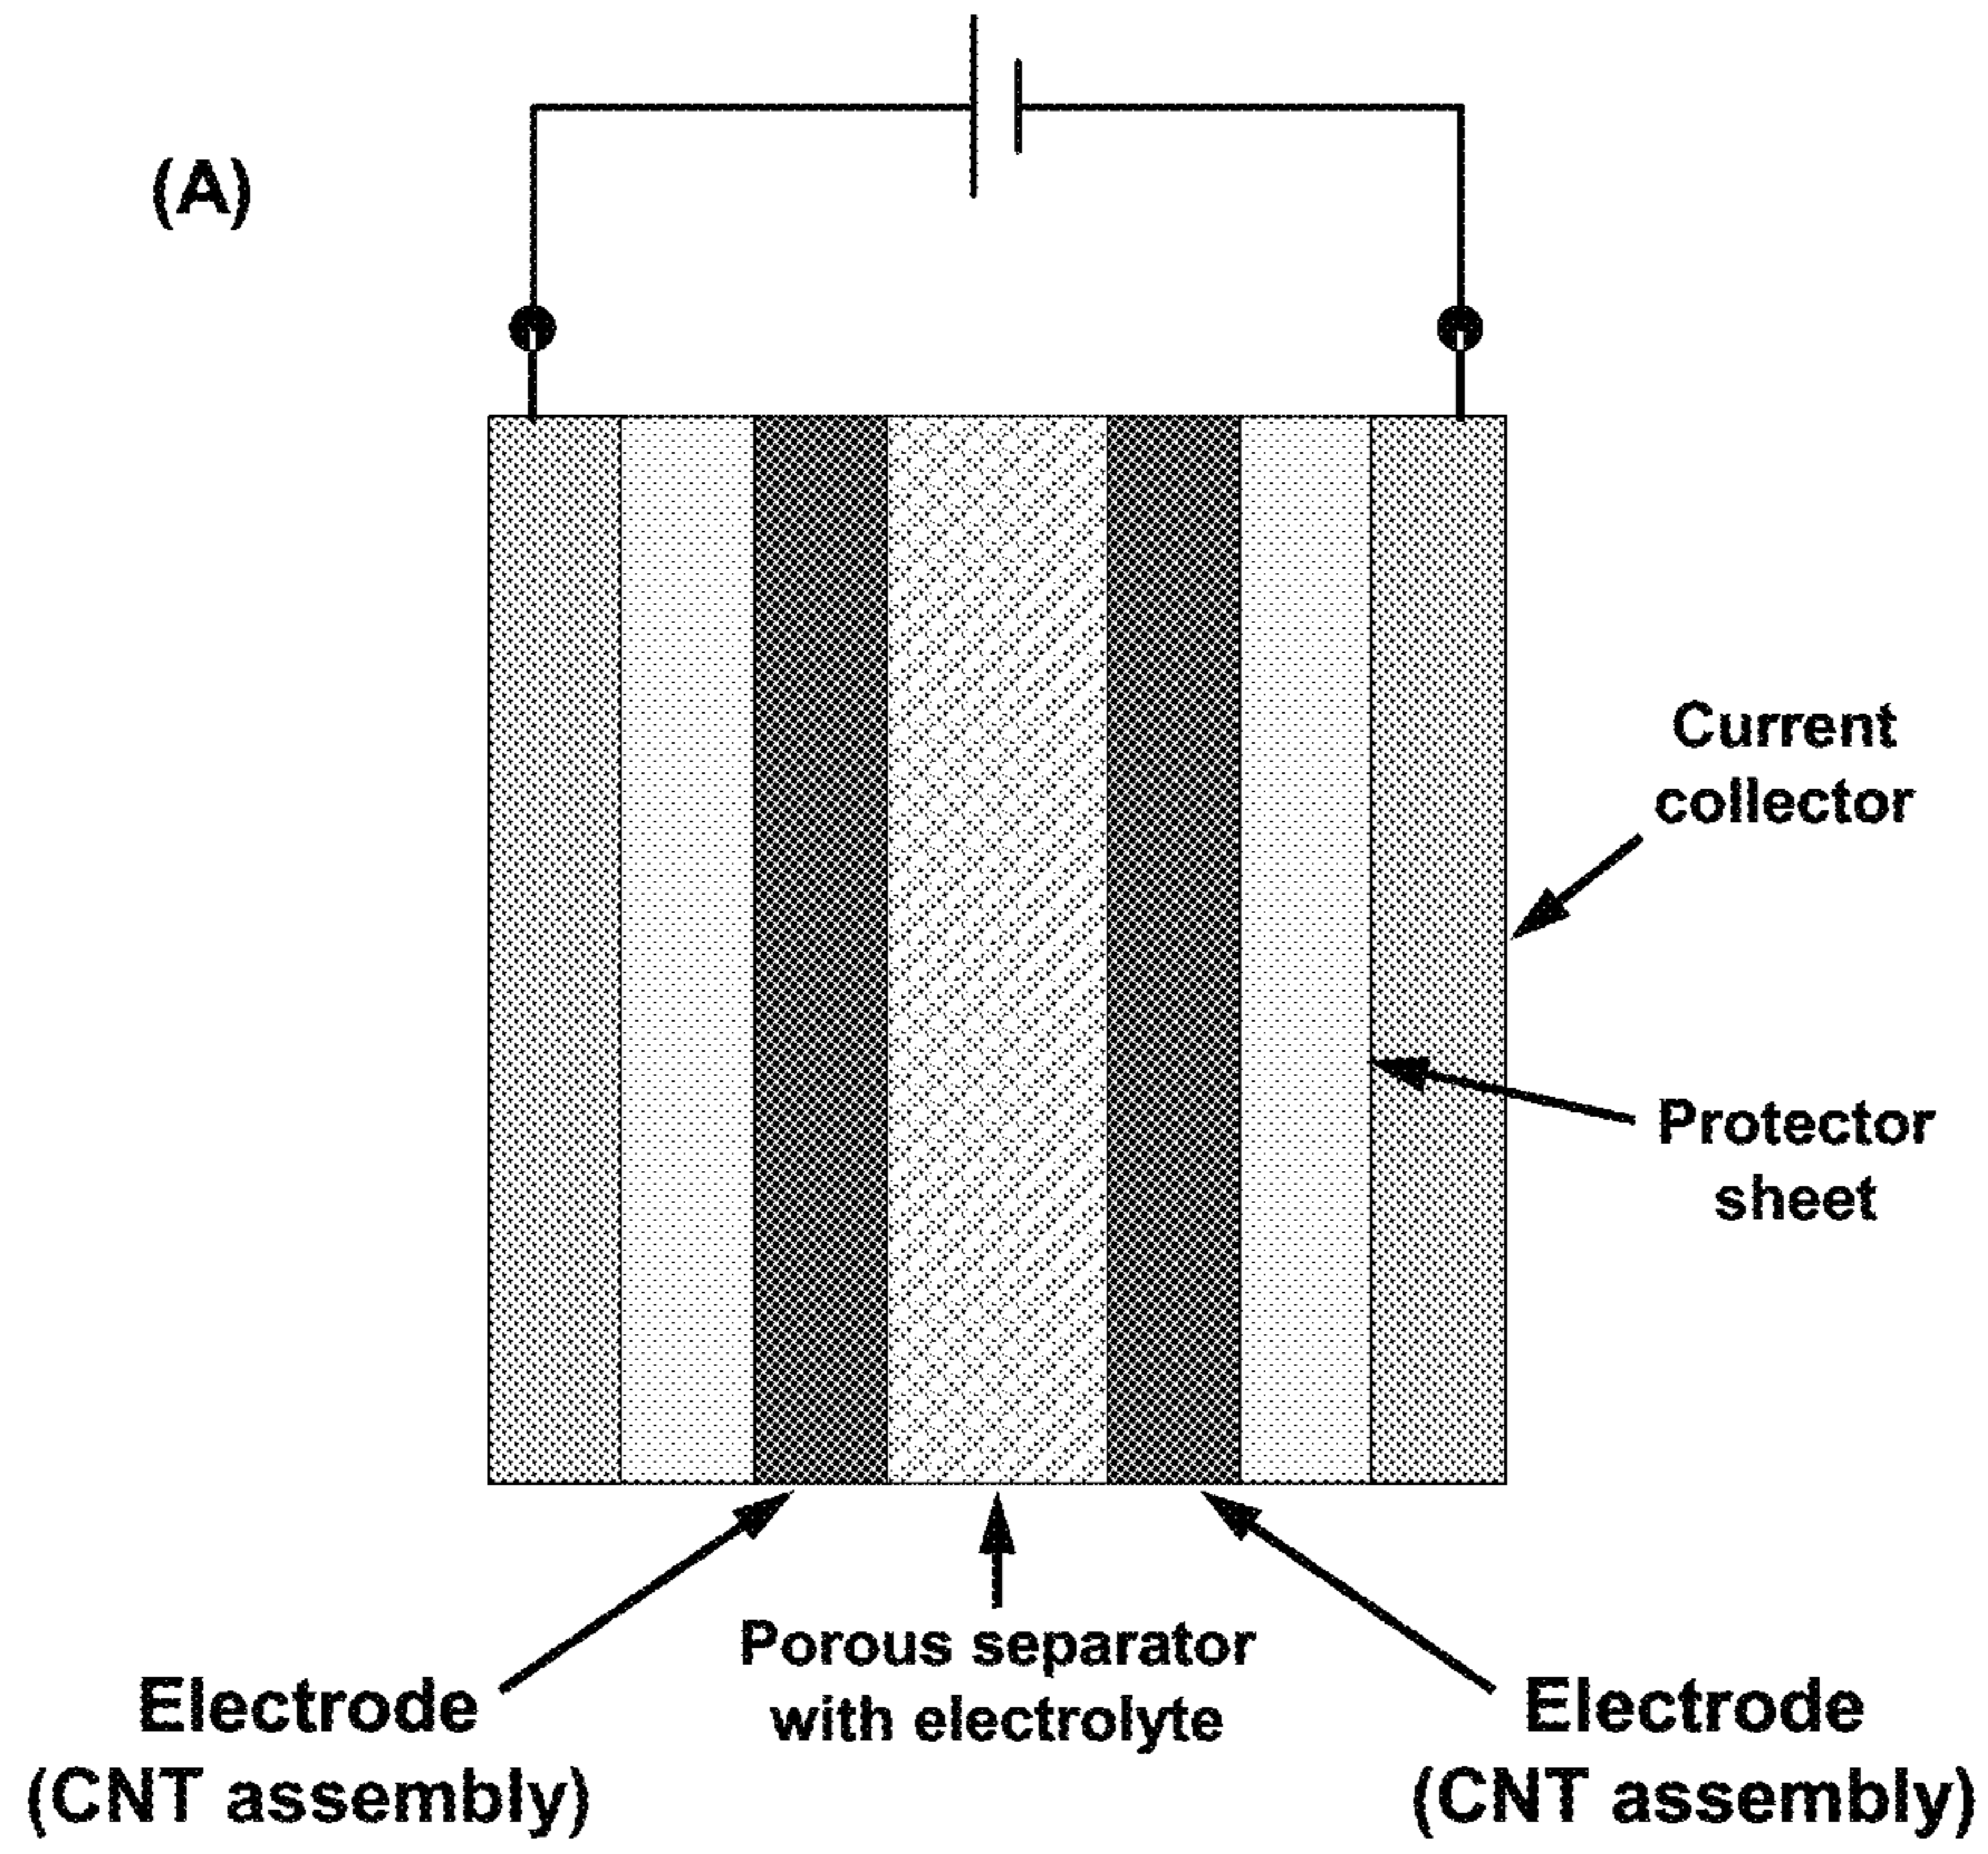 (A)
Current
collector
Protector
sheet
Porous separator
with electrolyte
Electrode
(CNT assembly)
Electrode
(CNT assembly)